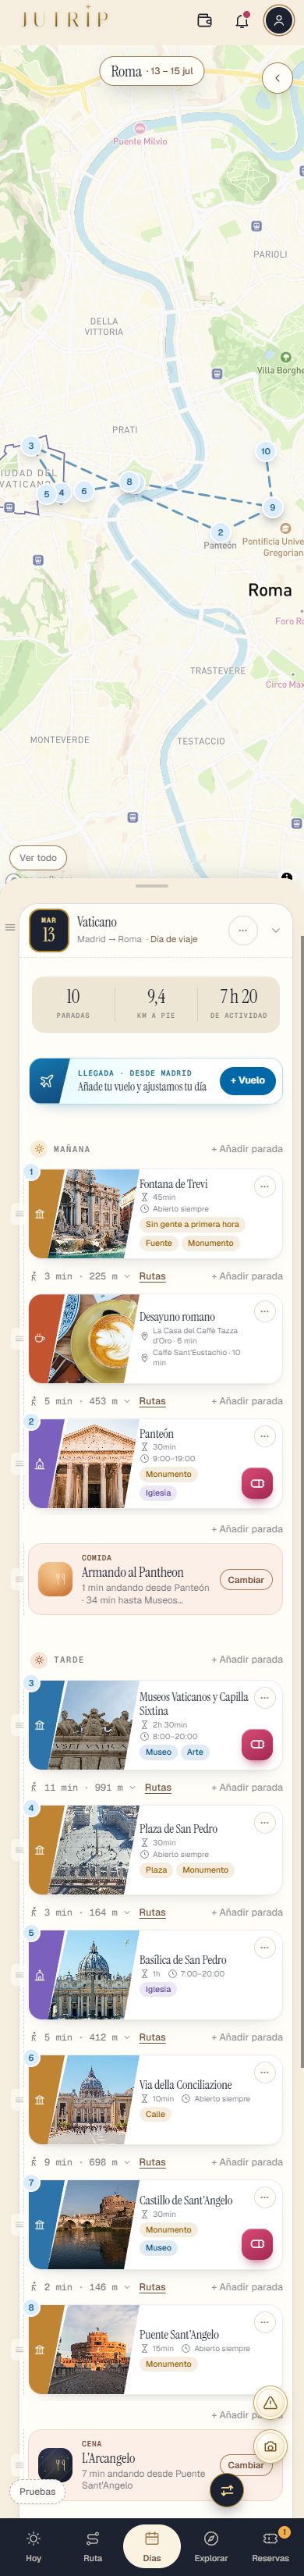 IUTRIP
Roma · 13 – 15 jul
Puente Milvio
PARIOLI
DELLA
VITTORIA
Villa Borghe
PRATI
3
10
IUDAD DEL
VATICANO
5
4
6
8
9
2
Panteón
Pontificia Unive
Gregorian
Roma
Foro Ro
TRASTEVERE
Circo Máx
MONTEVERDE
TESTACCIO
Ver todo
MAR
13
Vaticano
Madrid → Roma · Día de viaje
10
PARADAS
9,4
KM A PIE
7 h 20
DE ACTIVIDAD
LLEGADA · DESDE MADRID
Añade tu vuelo y ajustamos tu día
+ Vuelo
MAÑANA
+ Añadir parada
1
Fontana de Trevi
45min
Abierto siempre
Sin gente a primera hora
Fuente
Monumento
3 min · 225 m
Rutas
+ Añadir parada
Desayuno romano
La Casa del Caffè Tazza
d'Oro · 6 min
Caffè Sant'Eustachio · 10
min
5 min · 453 m
Rutas
+ Añadir parada
2
Panteón
30min
9:00–19:00
Monumento
Iglesia
+ Añadir parada
COMIDA
Armando al Pantheon
1 min andando desde Panteón
· 34 min hasta Museos…
Cambiar
TARDE
+ Añadir parada
3
Museos Vaticanos y Capilla
Sixtina
2h 30min
8:00–20:00
Museo
Arte
11 min · 991 m
Rutas
+ Añadir parada
4
Plaza de San Pedro
30min
Abierto siempre
Plaza
Monumento
3 min · 164 m
Rutas
+ Añadir parada
5
Basílica de San Pedro
1h
7:00–20:00
Iglesia
5 min · 412 m
Rutas
+ Añadir parada
6
Via della Conciliazione
10min
Abierto siempre
Calle
9 min · 698 m
Rutas
+ Añadir parada
7
Castillo de Sant'Angelo
30min
Monumento
Museo
2 min · 146 m
Rutas
+ Añadir parada
8
Puente Sant'Angelo
15min
Abierto siempre
Monumento
+ Añadir pa
CENA
L'Arcangelo
7 min andando desde Puente
Sant'Angelo
Cambiar
Pruebas
Hoy
Ruta
Días
Explorar
Reservas
1